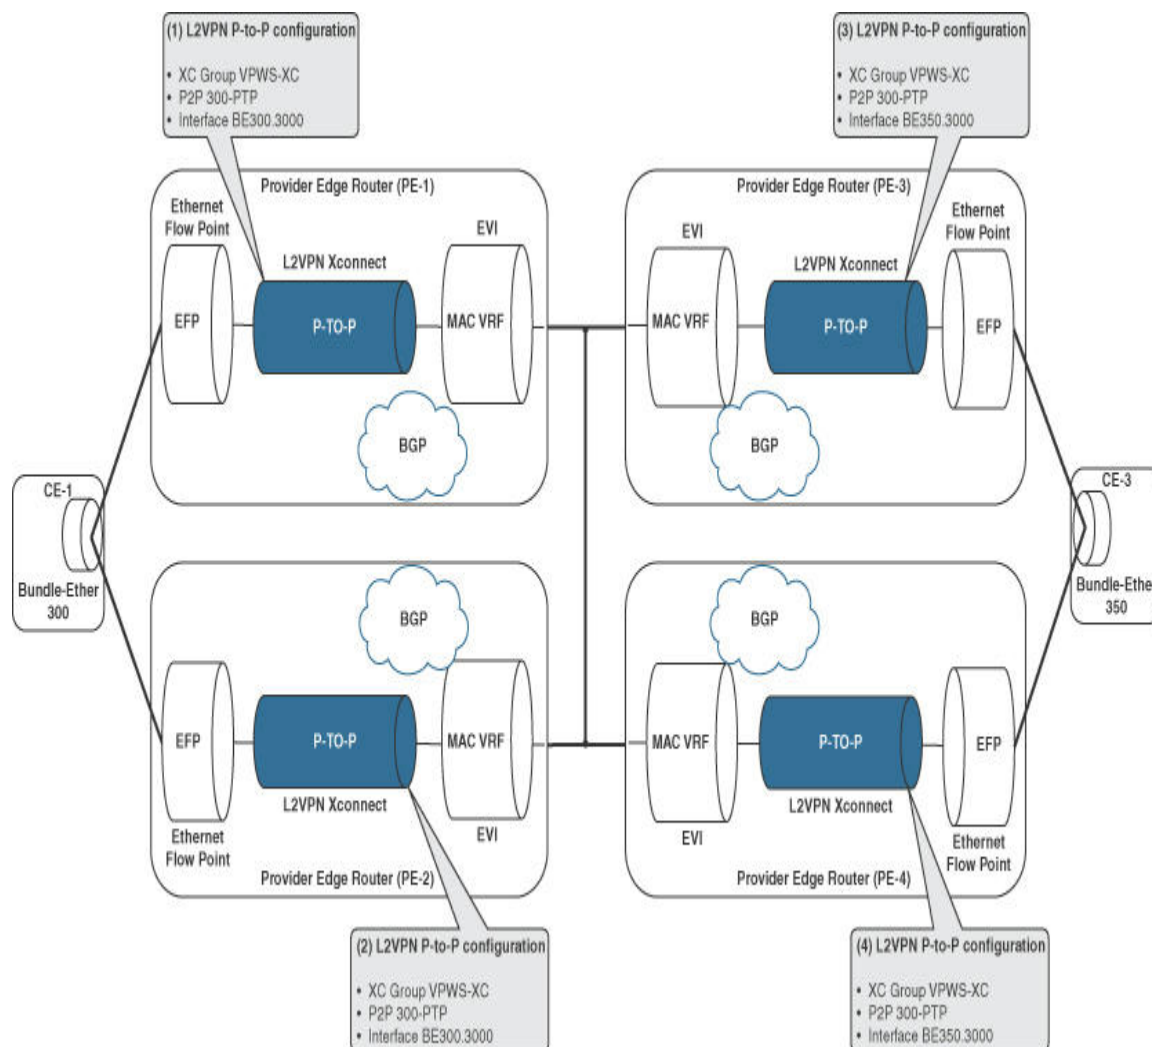 (1) L2VPN P-to-P configuration
• XC Group VPWS-XC
• P2P 300-PTP
• Interface BE300.3000
(3) L2VPN P-to-P configuration
• XC Group VPWS-XC
• P2P 300-PTP
• Interface BE350.3000
Provider Edge Router (PE-1)
Ethernet
Flow Point
EVI
L2VPN Xconnect
EFP
P-TO-P
MAC VRF
BGP
Provider Edge Router (PE-3)
EVI
Ethernet
Flow Point
L2VPN Xconnect
MAC VRF
P-TO-P
EFP
BGP
CE-1
Bundle-Ether
300
CE-3
Bundle-Ether
350
BGP
EFP
P-TO-P
MAC VRF
L2VPN Xconnect
Ethernet
Flow Point
EVI
Provider Edge Router (PE-2)
BGP
MAC VRF
P-TO-P
EFP
L2VPN Xconnect
EVI
Ethernet
Flow Point
Provider Edge Router (PE-4)
(2) L2VPN P-to-P configuration
• XC Group VPWS-XC
• P2P 300-PTP
• Interface BE300.3000
(4) L2VPN P-to-P configuration
• XC Group VPWS-XC
• P2P 300-PTP
• Interface BE350.3000